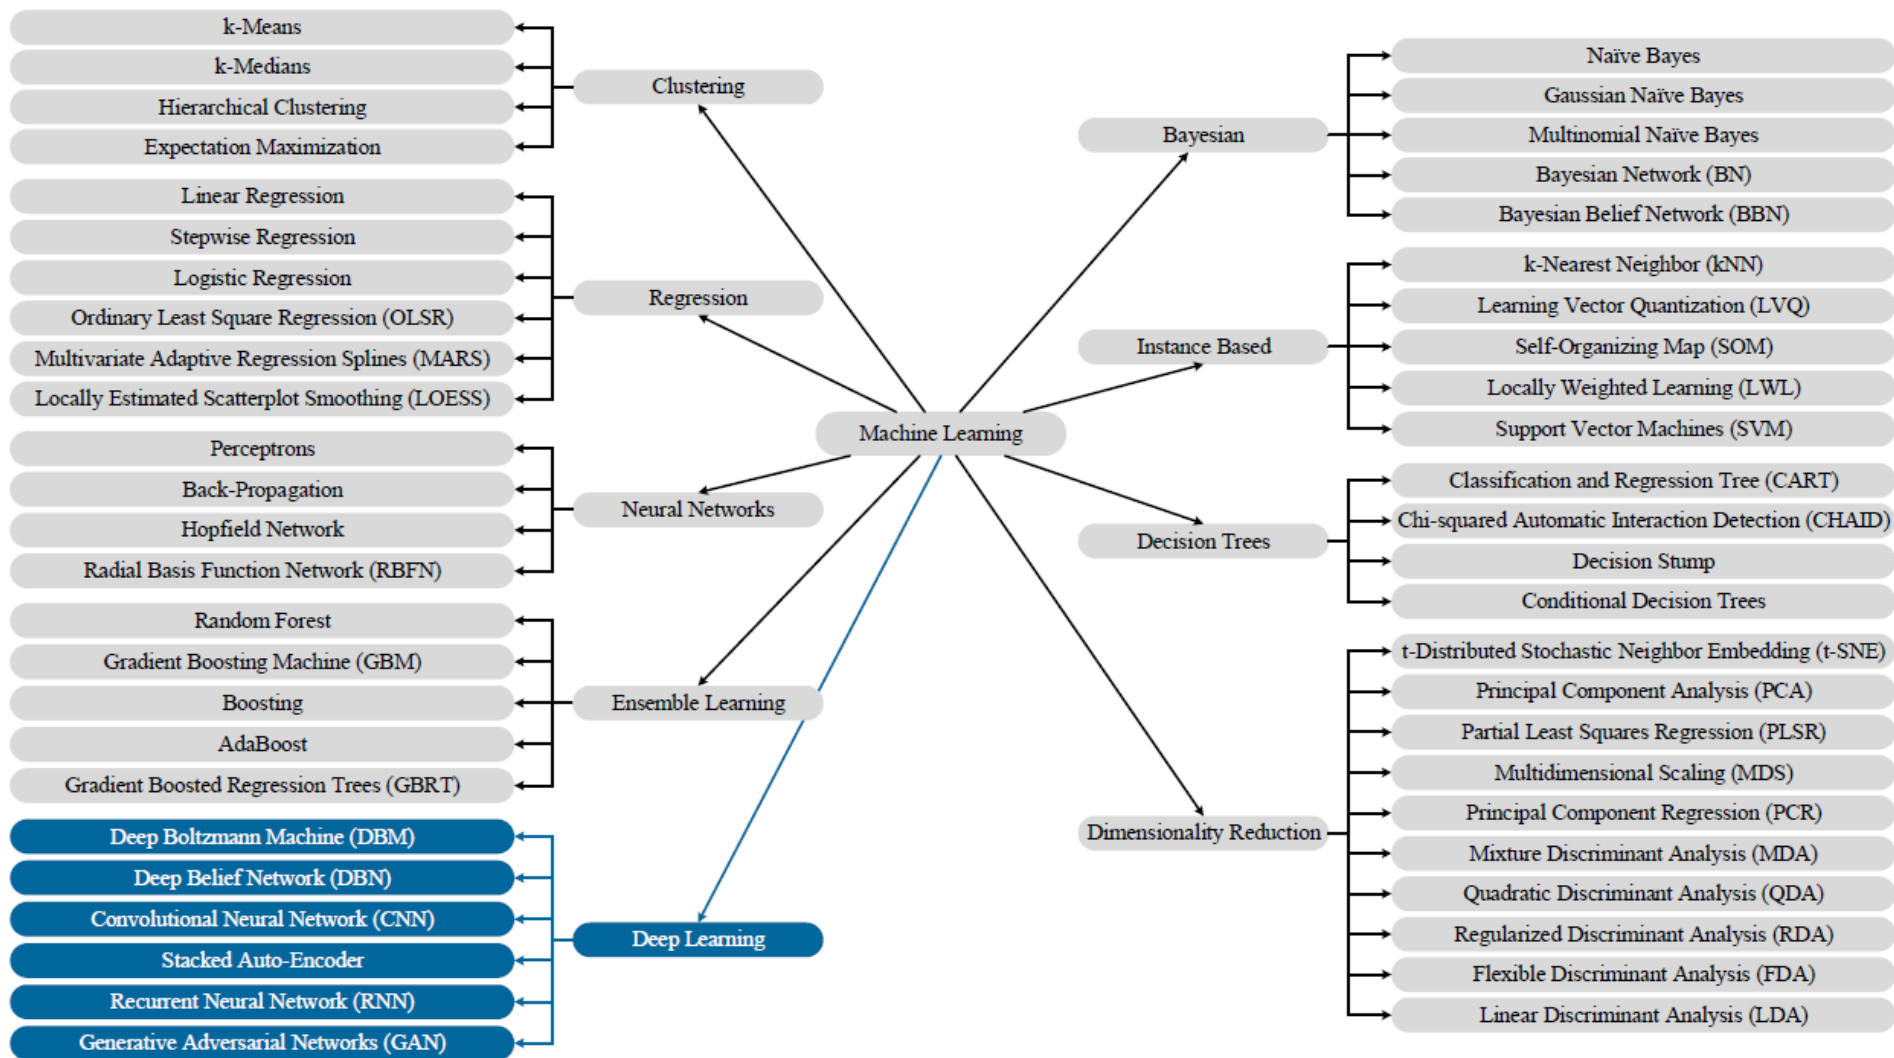 k-Means
k-Medians
Hierarchical Clustering
Expectation Maximization
Clustering
Linear Regression
Stepwise Regression
Logistic Regression
Ordinary Least Square Regression (OLSR)
Multivariate Adaptive Regression Splines (MARS)
Locally Estimated Scatterplot Smoothing (LOESS)
Regression
Perceptrons
Back-Propagation
Hopfield Network
Radial Basis Function Network (RBFN)
Neural Networks
Random Forest
Gradient Boosting Machine (GBM)
Boosting
AdaBoost
Gradient Boosted Regression Trees (GBRT)
Ensemble Learning
Deep Boltzmann Machine (DBM)
Deep Belief Network (DBN)
Convolutional Neural Network (CNN)
Stacked Auto-Encoder
Recurrent Neural Network (RNN)
Generative Adversarial Networks (GAN)
Deep Learning
Machine Learning
Bayesian
Naïve Bayes
Gaussian Naïve Bayes
Multinomial Naïve Bayes
Bayesian Network (BN)
Bayesian Belief Network (BBN)
Instance Based
k-Nearest Neighbor (kNN)
Learning Vector Quantization (LVQ)
Self-Organizing Map (SOM)
Locally Weighted Learning (LWL)
Support Vector Machines (SVM)
Decision Trees
Classification and Regression Tree (CART)
Chi-squared Automatic Interaction Detection (CHAID)
Decision Stump
Conditional Decision Trees
Dimensionality Reduction
t-Distributed Stochastic Neighbor Embedding (t-SNE)
Principal Component Analysis (PCA)
Partial Least Squares Regression (PLSR)
Multidimensional Scaling (MDS)
Principal Component Regression (PCR)
Mixture Discriminant Analysis (MDA)
Quadratic Discriminant Analysis (QDA)
Regularized Discriminant Analysis (RDA)
Flexible Discriminant Analysis (FDA)
Linear Discriminant Analysis (LDA)